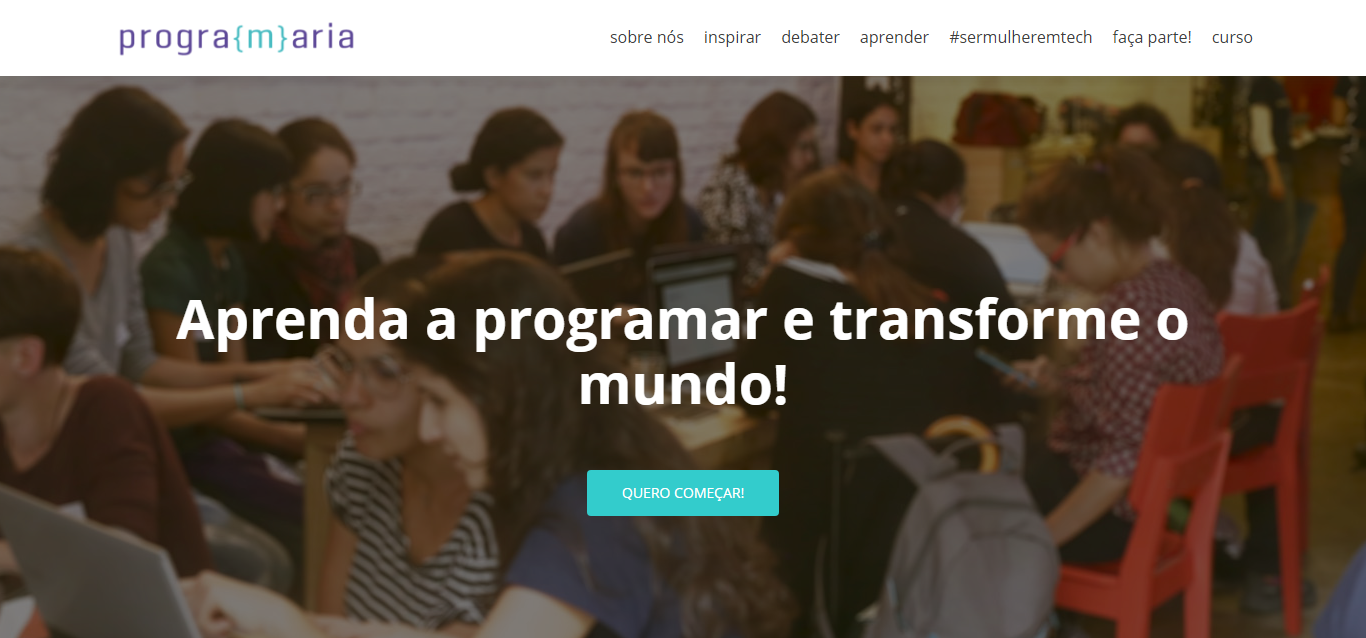 progra{m}aria
sobre nós inspirar debater aprender #sermulheremtech faça parte! curso
Aprenda a programar e transforme o
mundo!
QUERO COMEÇAR!